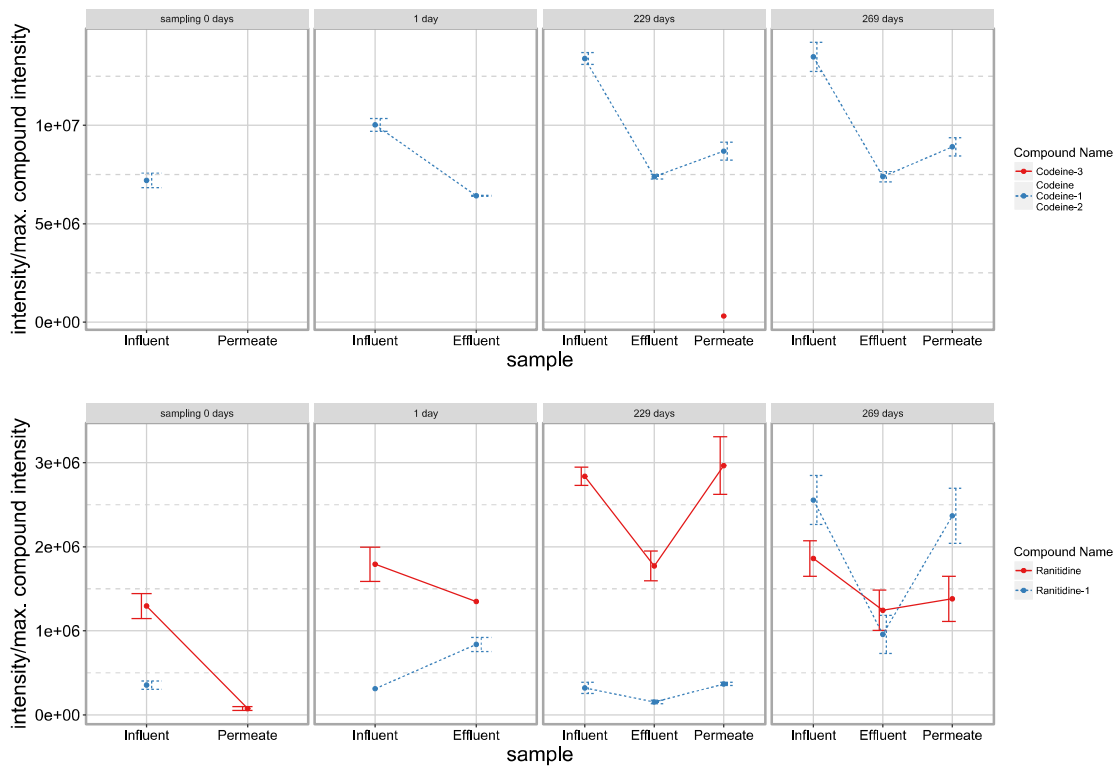 sampling 0 days 1 day 229 days 269 days
intensity/max. compound intensity
1e+07
5e+06
0e+00
Influent Permeate Influent Effluent Influent Effluent Permeate Influent Effluent Permeate
sample
Compound Name
Codeine-3
Codeine
Codeine-1
Codeine-2
sampling 0 days 1 day 229 days 269 days
intensity/max. compound intensity
3e+06
2e+06
1e+06
0e+00
Influent Permeate Influent Effluent Influent Effluent Permeate Influent Effluent Permeate
sample
Compound Name
Ranitidine
Ranitidine-1